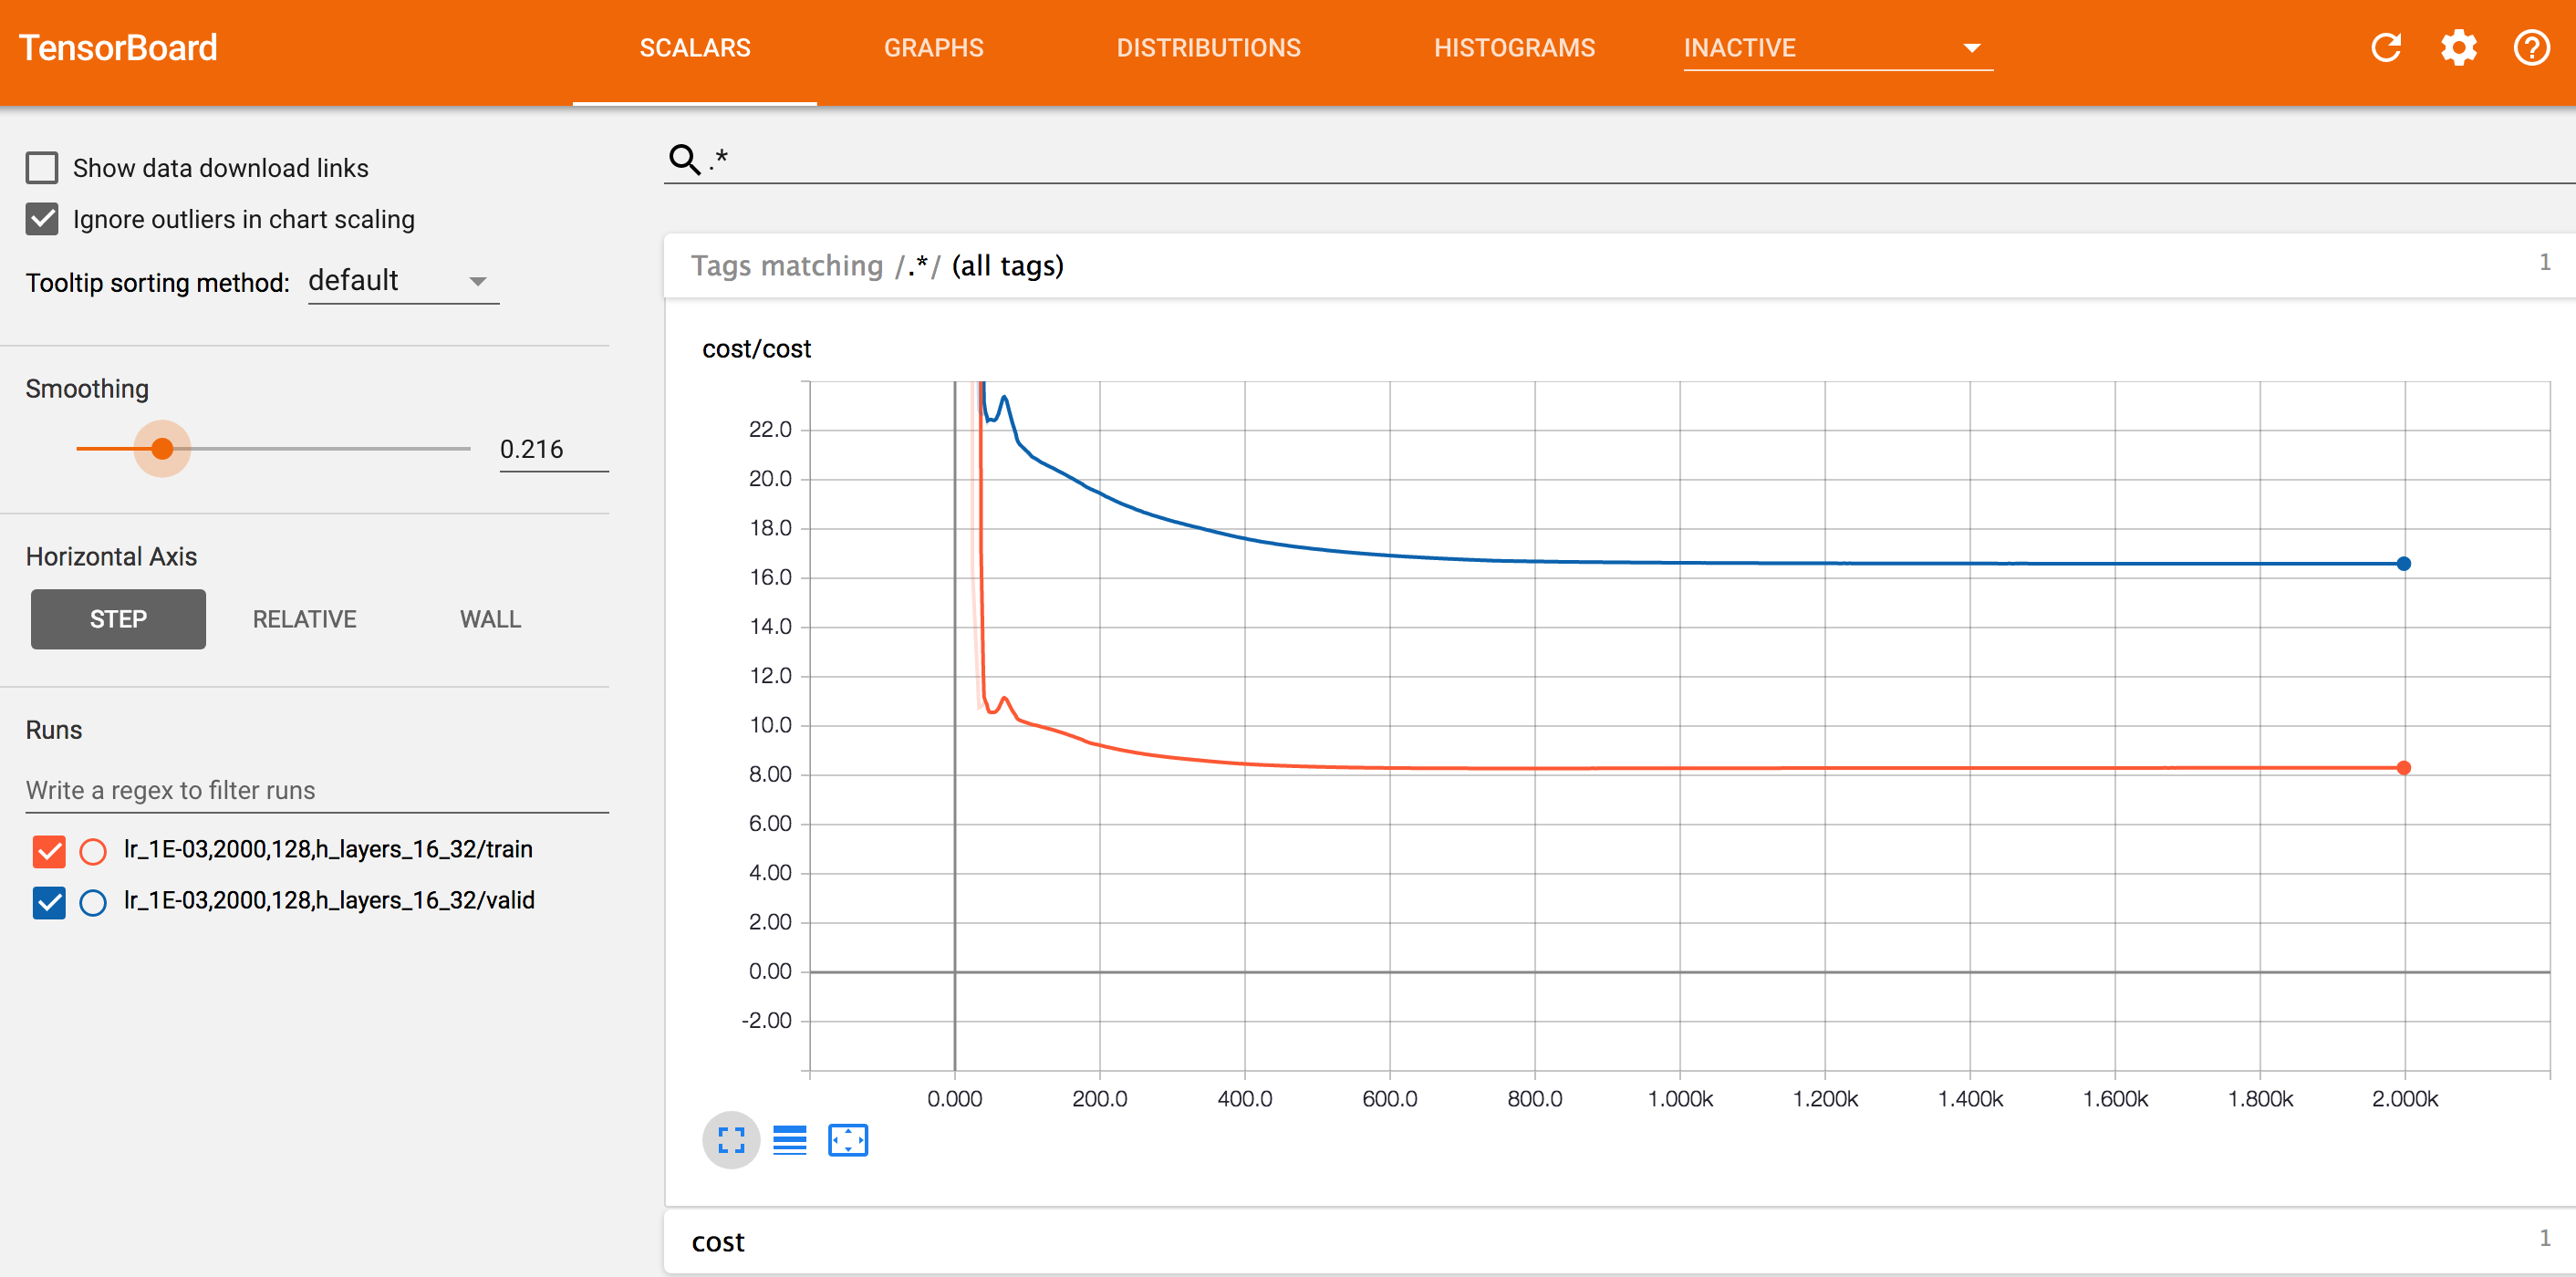 TensorBoard
SCALARS
GRAPHS
DISTRIBUTIONS
HISTOGRAMS
INACTIVE
Show data download links
Ignore outliers in chart scaling
Tooltip sorting method: default
Smoothing
0.216
Horizontal Axis
STEP
RELATIVE
WALL
Runs
Write a regex to filter runs
lr_1E-03,2000,128,h_layers_16_32/train
lr_1E-03,2000,128,h_layers_16_32/valid
.*
Tags matching /.*/ (all tags)
1
cost/cost
22.0
20.0
18.0
16.0
14.0
12.0
10.0
8.00
6.00
4.00
2.00
0.00
-2.00
0.000 200.0 400.0 600.0 800.0 1.000k 1.200k 1.400k 1.600k 1.800k 2.000k
cost
1